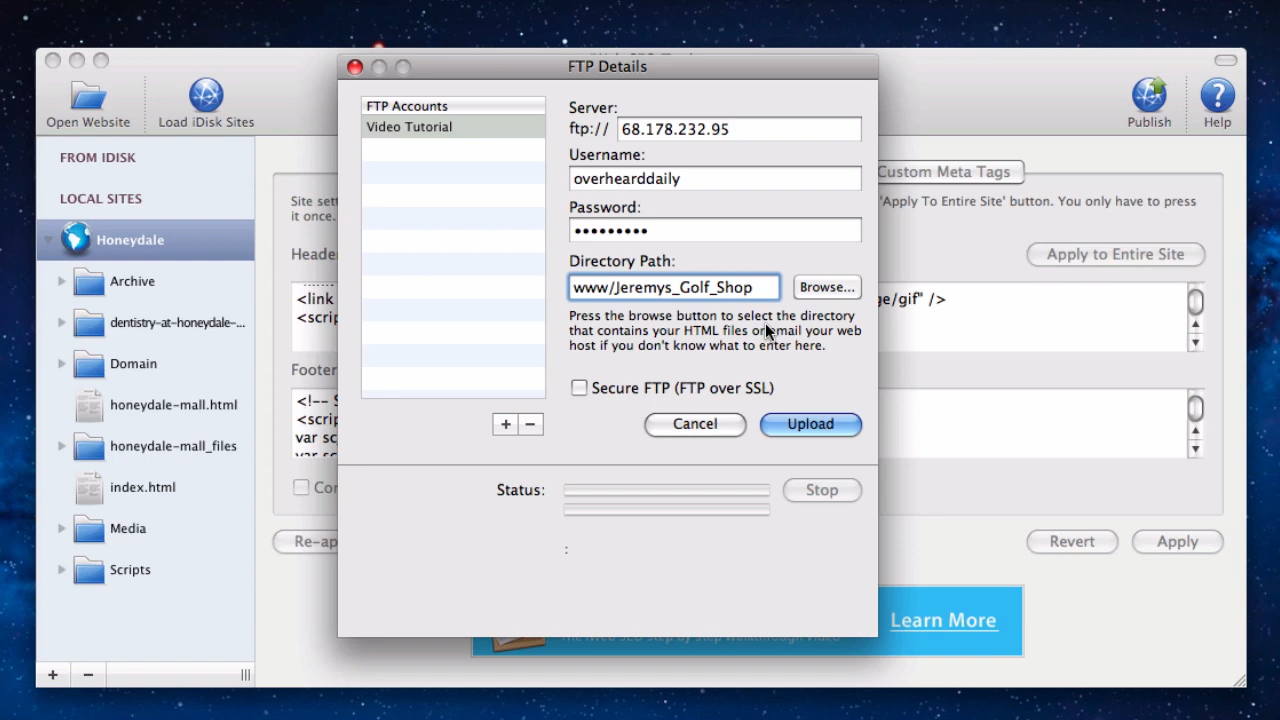 FTP Details
Open Website
Load iDisk Sites
Publish
Help
FROM IDISK
LOCAL SITES
Honeydale
Archive
dentistry-at-honeydale-...
Domain
honeydale-mall.html
honeydale-mall_files
index.html
Media
Scripts
FTP Accounts
Video Tutorial
Server:
ftp:// 68.178.232.95
Username:
overhearddaily
Password:
•••••••••
Directory Path:
www/Jeremys_Golf_Shop
Browse...
Press the browse button to select the directory
that contains your HTML files or email your web
host if you don't know what to enter here.
Secure FTP (FTP over SSL)
+ −
Cancel
Upload
Status:
Stop
:
Custom Meta Tags
Site set
'Apply To Entire Site' button. You only have to press
it once.
Heade
Apply to Entire Site
<link
e/gif" />
<scrip
Footer
<!-- S
<scrip
var sc
Re-ap
Revert
Apply
Learn More
+ −